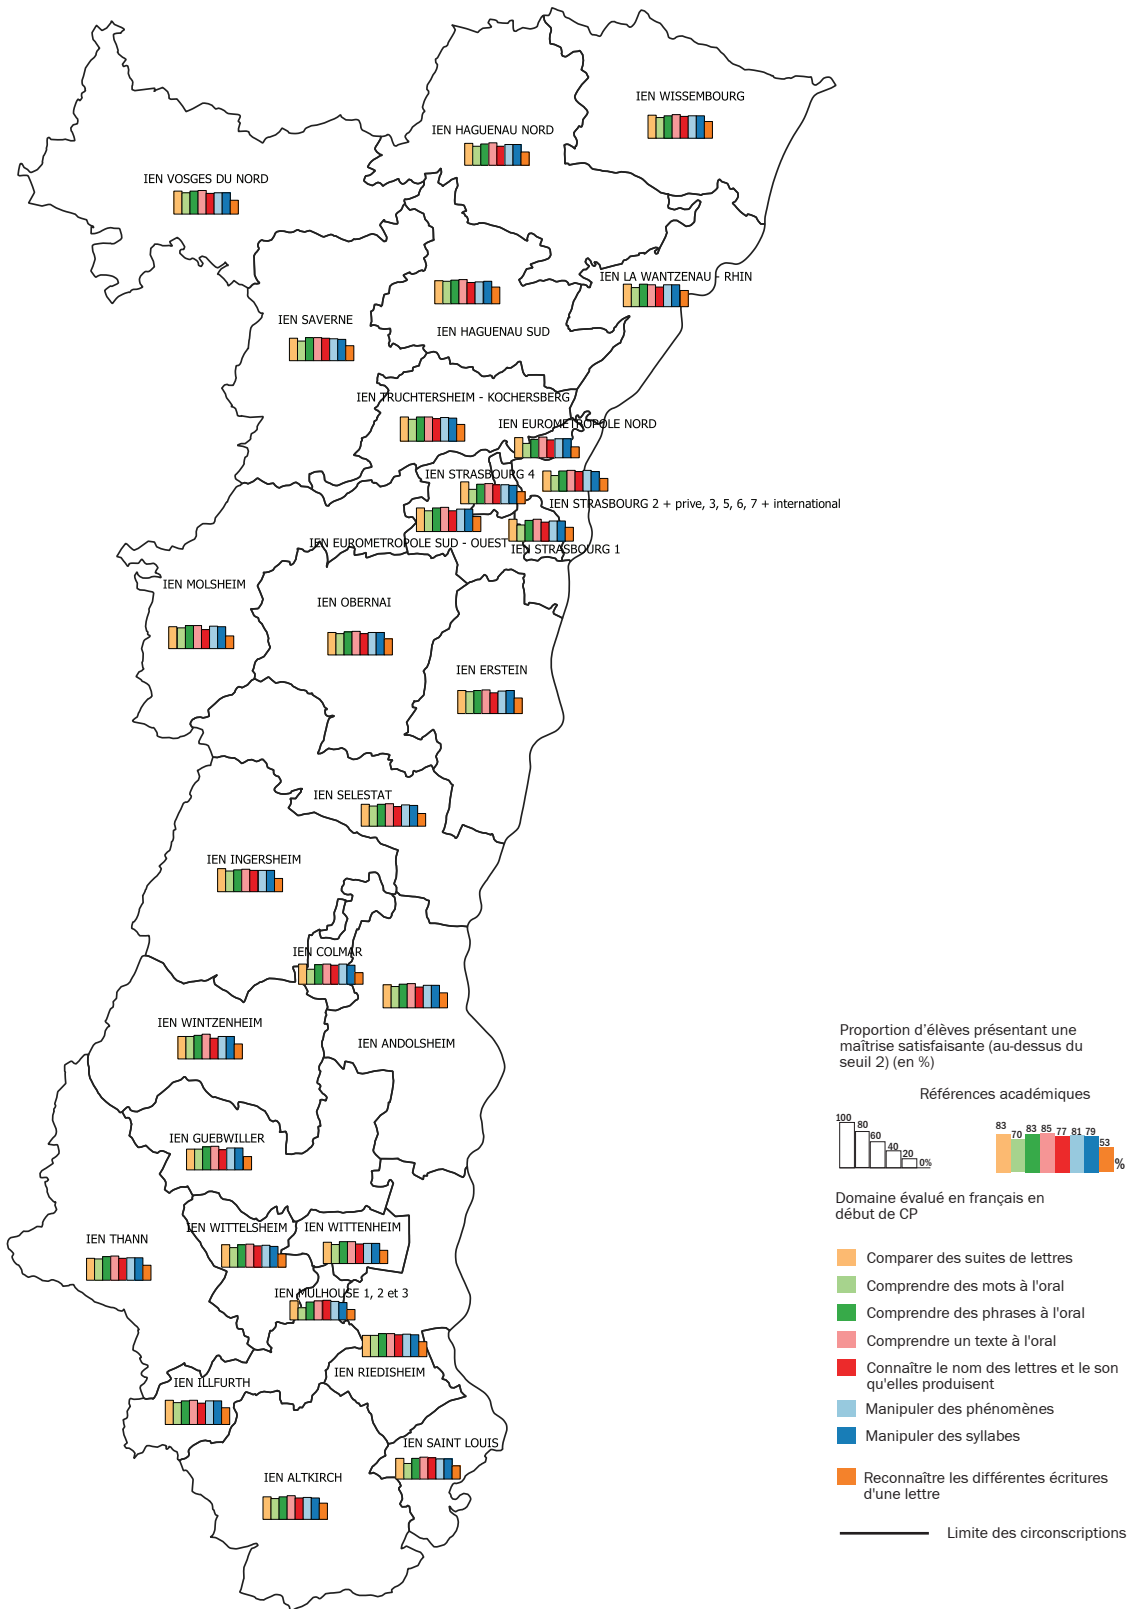 IEN WISSEMBOURG
IEN HAGUENAU NORD
IEN VOSGES DU NORD
IEN LA WANTZENAU - RHIN
IEN SAVERNE
IEN HAGUENAU SUD
IEN TRUCHTERSHEIM - KOCHERSBERG
IEN EUROMETROPOLE NORD
IEN STRASBOURG 4
IEN STRASBOURG 2 + prive, 3, 5, 6, 7 + international
IEN EUROMETROPOLE SUD - OUEST
IEN STRASBOURG 1
IEN MOLSHEIM
IEN OBERNAI
IEN ERSTEIN
IEN SELESTAT
IEN INGERSHEIM
IEN COLMAR
IEN WINTZENHEIM
IEN ANDOLSHEIM
IEN GUEBWILLER
IEN WITTELSHEIM
IEN WITTENHEIM
IEN THANN
IEN MULHOUSE 1, 2 et 3
IEN RIEDISHEIM
IEN ILLFURTH
IEN SAINT LOUIS
IEN ALTKIRCH
Proportion d'élèves présentant une
maîtrise satisfaisante (au-dessus du
seuil 2) (en %)
Références académiques
100
80
60
40
20
0%
83
70
83
85
77
81
79
53
%
Domaine évalué en français en
début de CP
Comparer des suites de lettres
Comprendre des mots à l'oral
Comprendre des phrases à l'oral
Comprendre un texte à l'oral
Connaître le nom des lettres et le son
qu'elles produisent
Manipuler des phénomènes
Manipuler des syllabes
Reconnaître les différentes écritures
d'une lettre
Limite des circonscriptions